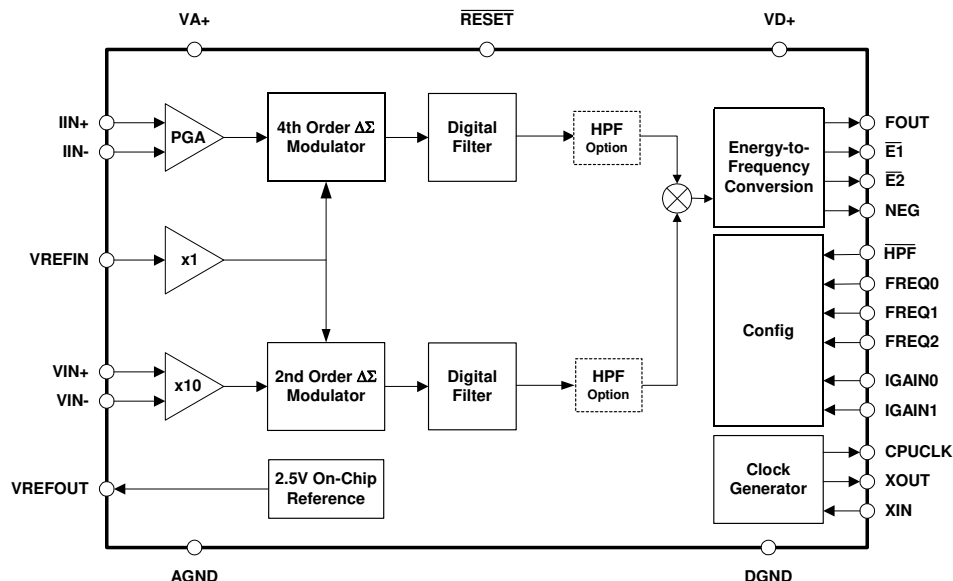 VA+
RESET
VD+
IIN+
IIN-
PGA
4th Order ΔΣ
Modulator
Digital
Filter
HPF
Option
Energy-to-
Frequency
Conversion
FOUT
E1
E2
NEG
VREFIN
x1
Config
HPF
FREQ0
FREQ1
FREQ2
IGAIN0
IGAIN1
VIN+
VIN-
x10
2nd Order ΔΣ
Modulator
Digital
Filter
HPF
Option
VREFOUT
2.5V On-Chip
Reference
Clock
Generator
CPUCLK
XOUT
XIN
AGND
DGND